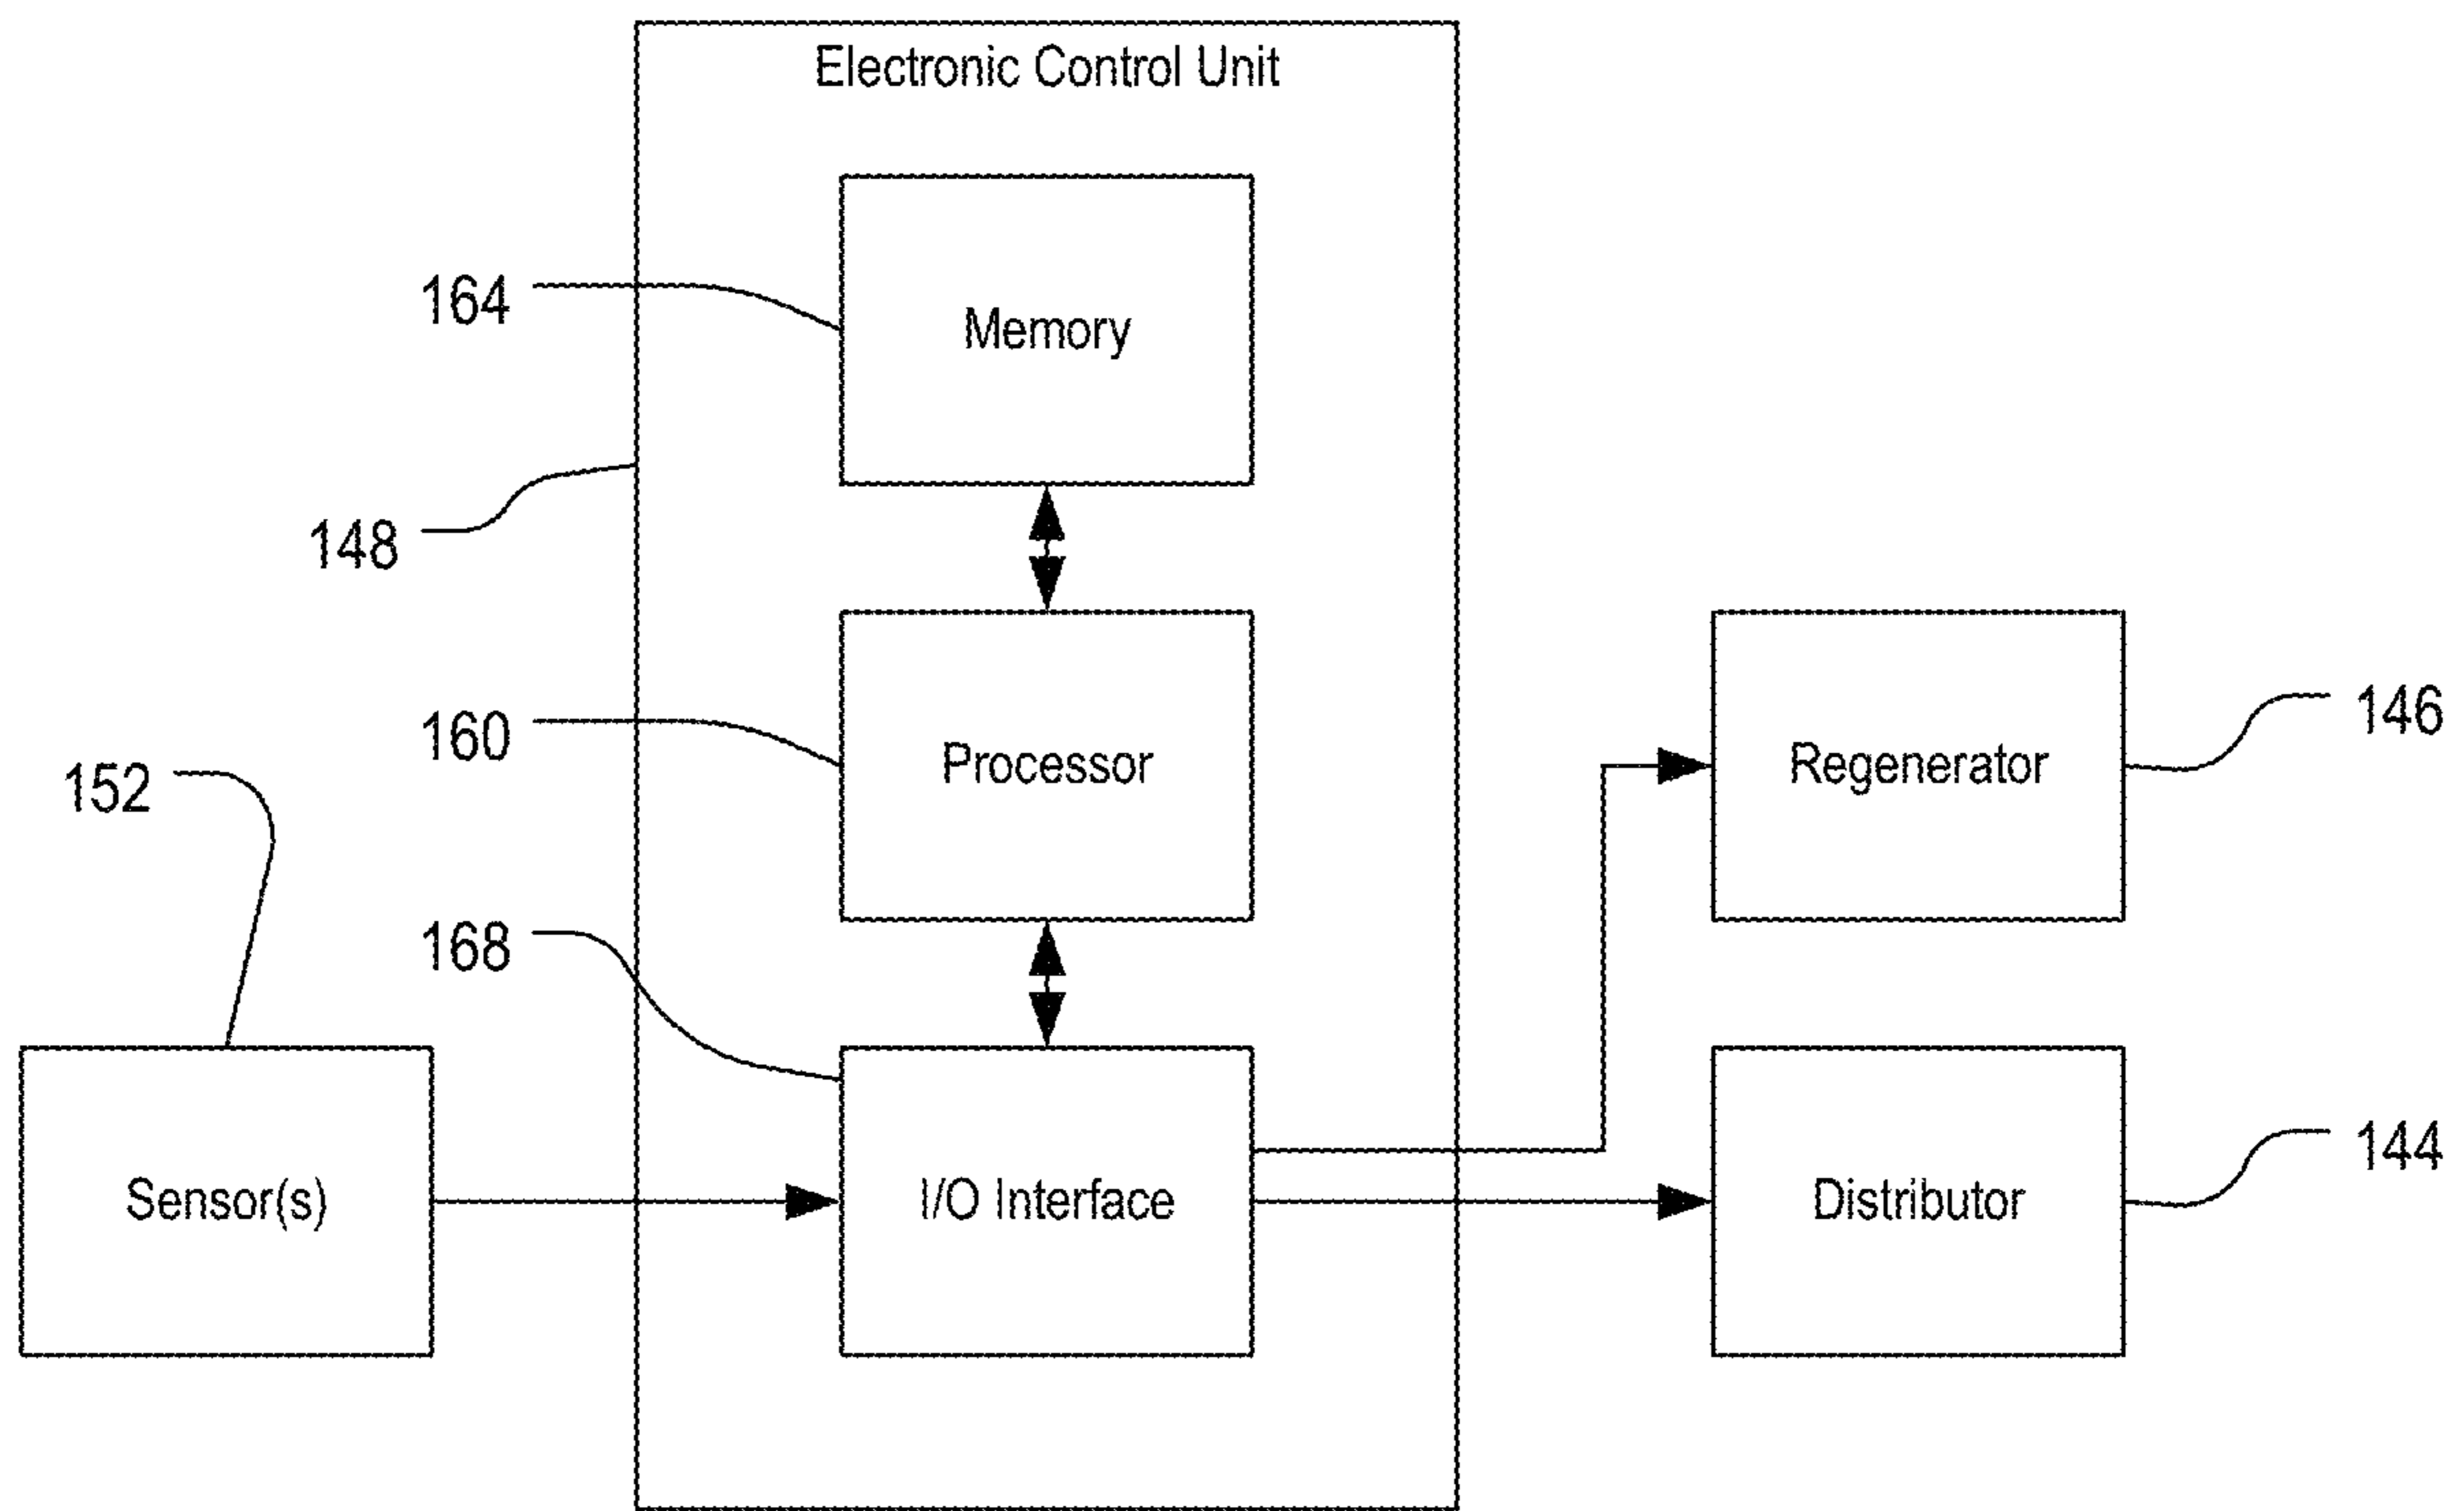 Electronic Control Unit
164
Memory
148
160
Processor
Regenerator
146
152
168
Sensor(s)
I/O Interface
Distributor
144